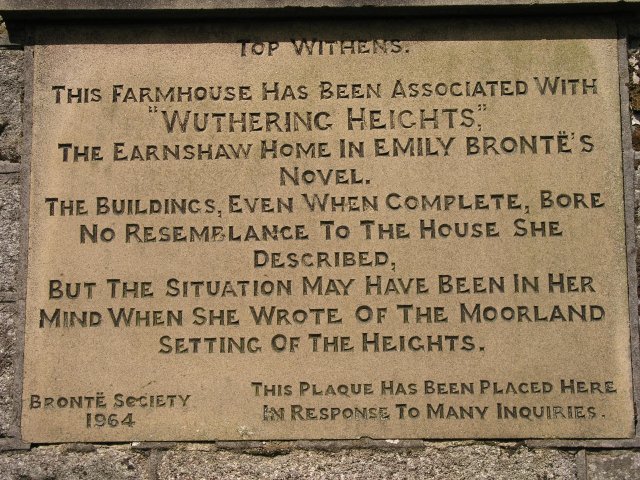 TOP WITHENS.
THIS FARMHOUSE HAS BEEN ASSOCIATED WITH
"WUTHERING HEIGHTS,"
THE EARNSHAW HOME IN EMILY BRONTË'S
NOVEL.
THE BUILDINGS, EVEN WHEN COMPLETE, BORE
NO RESEMBLANCE TO THE HOUSE SHE
DESCRIBED,
BUT THE SITUATION MAY HAVE BEEN IN HER
MIND WHEN SHE WROTE OF THE MOORLAND
SETTING OF THE HEIGHTS.
BRONTË SOCIETY
1964
THIS PLAQUE HAS BEEN PLACED HERE
IN RESPONSE TO MANY INQUIRIES.